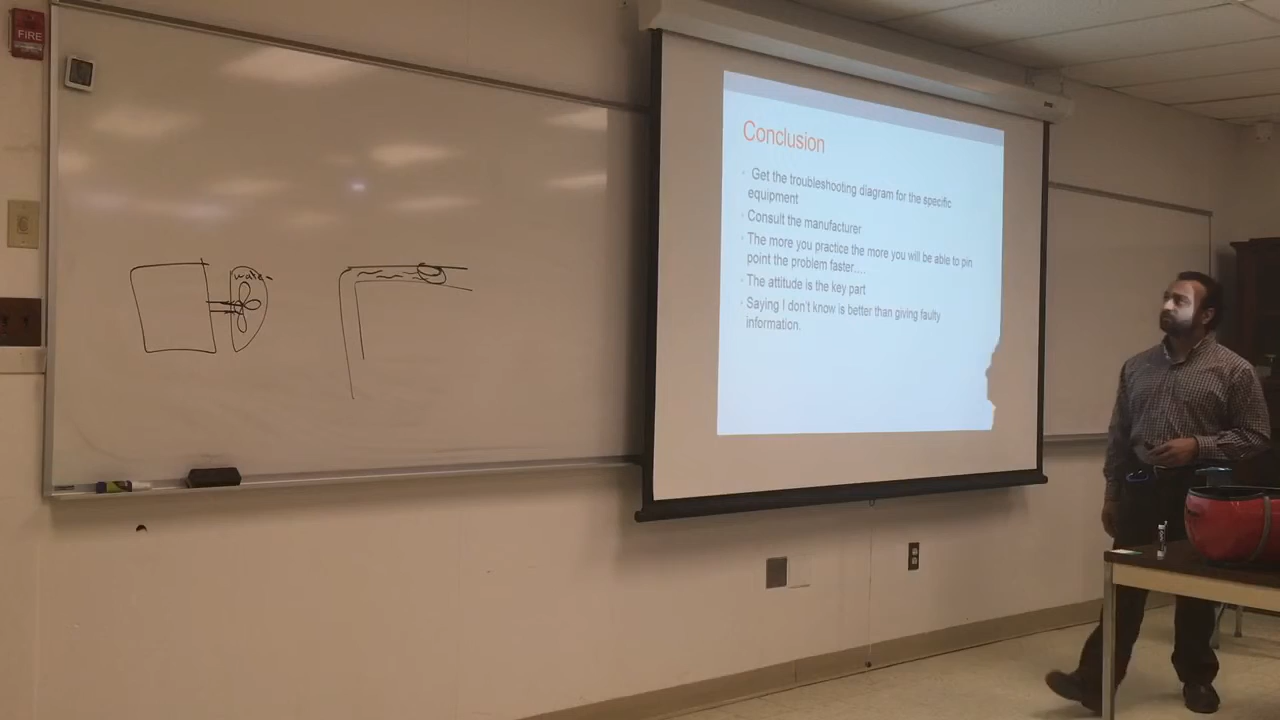 FIRE
water
Conclusion
• Get the troubleshooting diagram for the specific
equipment
• Consult the manufacturer
• The more you practice the more you will be able to pin
point the problem faster….
• The attitude is the key part
• Saying I don't know is better than giving faulty
information.